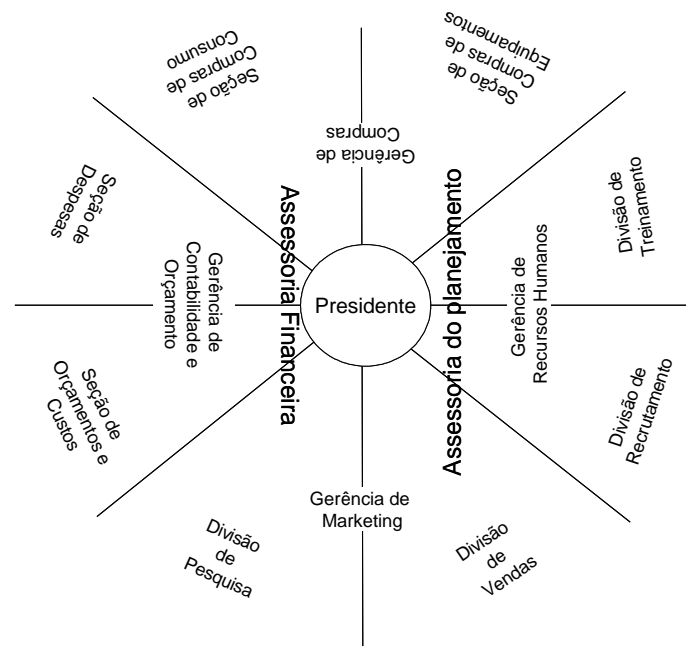 Seção de
Compras de
Consumo
Seção de
Compras de
Equipamentos
Gerência de
Compras
Seção de
Despesas
Assessoria Financeira
Assessoria do planejamento
Divisão de
Treinamento
Gerência de
Contabilidade e
Orçamento
Presidente
Gerência de
Recursos Humanos
Seção de
Orçamentos e
Custos
Divisão de
Recrutamento
Gerência de
Marketing
Divisão
de
Pesquisa
Divisão
de
Vendas